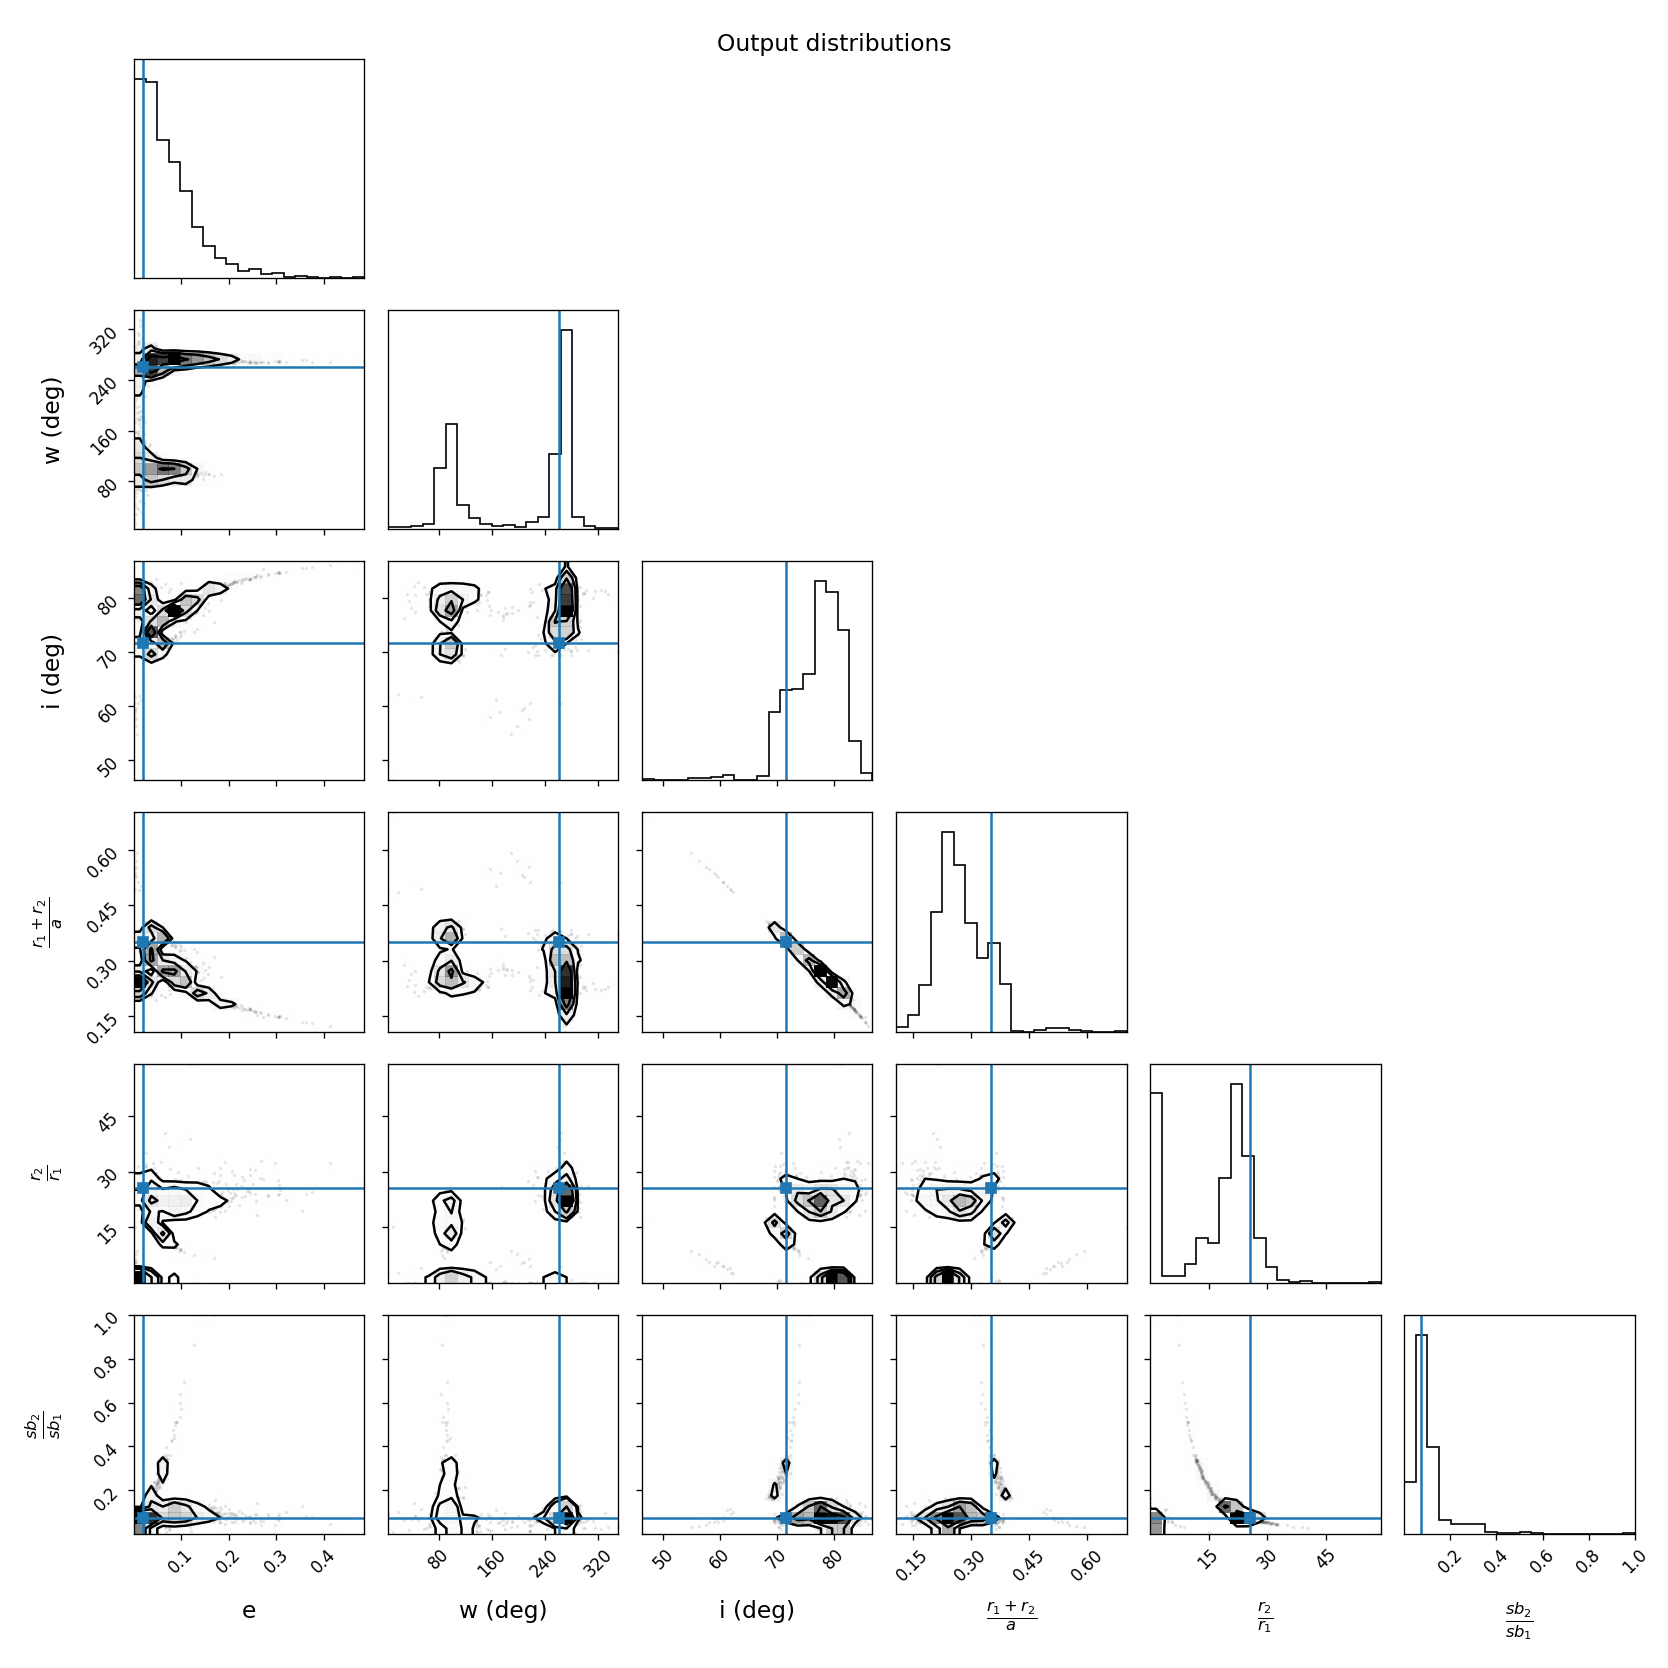 Output distributions
w (deg)
320
240
160
80
i (deg)
80
70
60
50
r₁ + r₂
a
0.60
0.45
0.30
0.15
r₂
r₁
45
30
15
sb₂
sb₁
1.0
0.8
0.6
0.4
0.2
0.1 0.2 0.3 0.4
80 160 240 320
50 60 70 80
0.15 0.30 0.45 0.60
15 30 45
0.2 0.4 0.6 0.8 1.0
e
w (deg)
i (deg)
r₁ + r₂
a
r₂
r₁
sb₂
sb₁